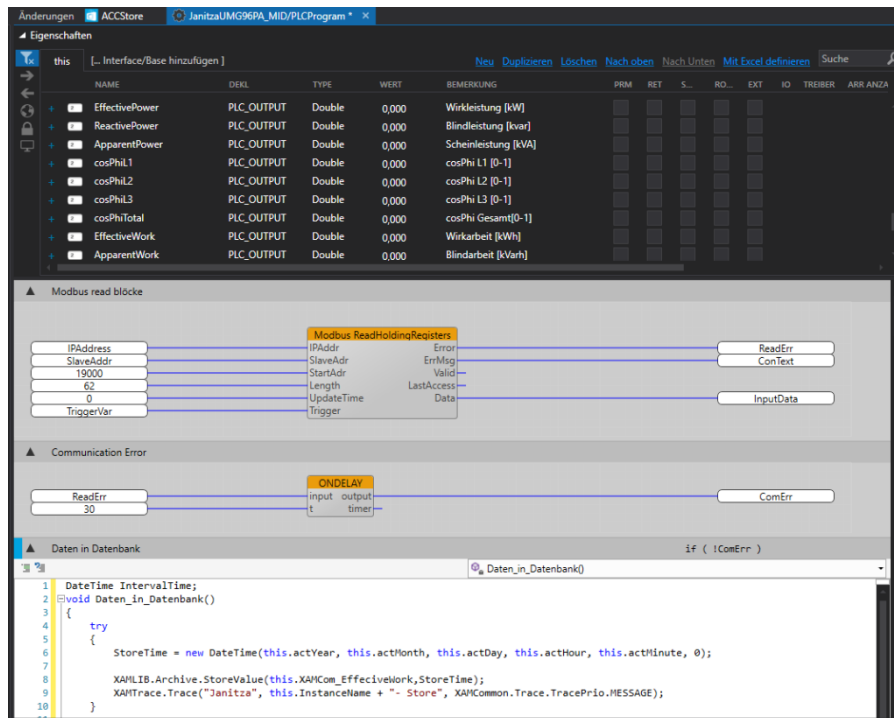 Änderungen ACCStore JanitzaUMG96PA_MID/PLCProgram * ×
Eigenschaften
this [... Interface/Base hinzufügen ] Neu Duplizieren Löschen Nach oben Nach Unten Mit Excel definieren Suche
NAME DEKL TYPE WERT BEMERKUNG PRM RET S... RO... EXT IO TREIBER ARR ANZA
+ EffectivePower PLC_OUTPUT Double 0,000 Wirkleistung [kW]
+ ReactivePower PLC_OUTPUT Double 0,000 Blindleistung [kvar]
+ ApparentPower PLC_OUTPUT Double 0,000 Scheinleistung [kVA]
+ cosPhiL1 PLC_OUTPUT Double 0,000 cosPhi L1 [0-1]
+ cosPhiL2 PLC_OUTPUT Double 0,000 cosPhi L2 [0-1]
+ cosPhiL3 PLC_OUTPUT Double 0,000 cosPhi L3 [0-1]
+ cosPhiTotal PLC_OUTPUT Double 0,000 cosPhi Gesamt[0-1]
+ EffectiveWork PLC_OUTPUT Double 0,000 Wirkarbeit [kWh]
+ ApparentWork PLC_OUTPUT Double 0,000 Blindarbeit [kVarh]
Modbus read blöcke
Modbus ReadHoldingRegisters
IPAddress IPAddr Error ReadErr
SlaveAddr SlaveAdr ErrMsg ConText
19000 StartAdr Valid
62 Length LastAccess
0 UpdateTime Data InputData
TriggerVar Trigger
Communication Error
ONDELAY
ReadErr input output ComErr
30 t timer
Daten in Datenbank if ( !ComErr )
Daten_in_Datenbank()
1 DateTime IntervalTime;
2 void Daten_in_Datenbank()
3 {
4 try
5 {
6 StoreTime = new DateTime(this.actYear, this.actMonth, this.actDay, this.actHour, this.actMinute, 0);
7
8 XAMLIB.Archive.StoreValue(this.XAMCom_EffeciveWork,StoreTime);
9 XAMTrace.Trace("Janitza", this.InstanceName + "- Store", XAMCommon.Trace.TracePrio.MESSAGE);
10 }